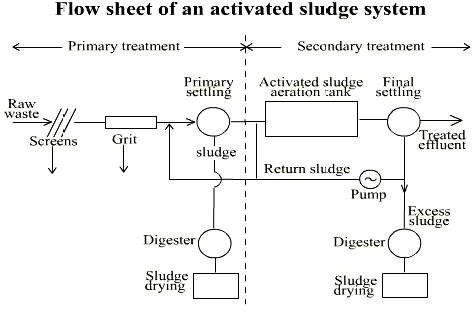 Flow sheet of an activated sludge system
Primary treatment
Secondary treatment
Primary
settling
Activated sludge
aeration tank
Final
settling
Raw
waste
Screens
Grit
sludge
Treated
effluent
Return sludge
Pump
Excess
sludge
Digester
Digester
Sludge
drying
Sludge
drying